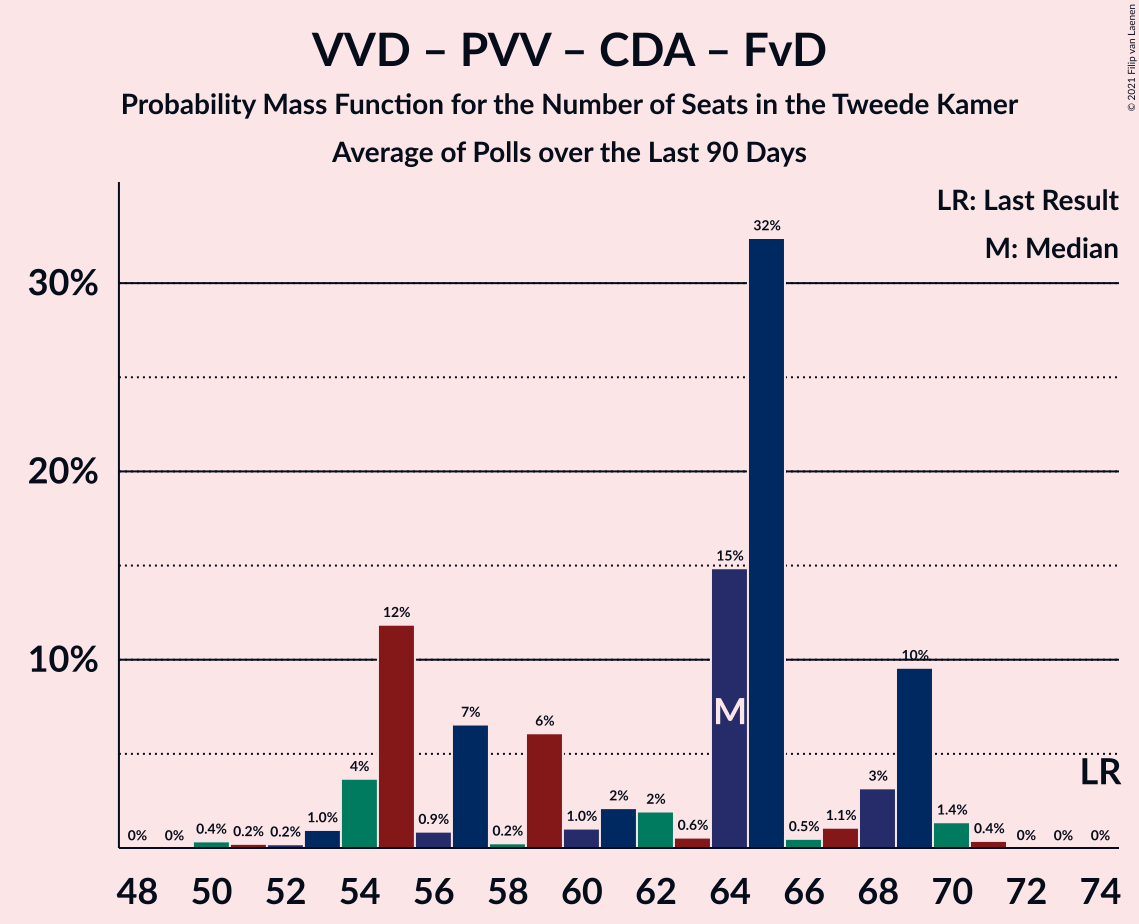 VVD – PVV – CDA – FvD
Probability Mass Function for the Number of Seats in the Tweede Kamer
Average of Polls over the Last 90 Days
© 2021 Filip van Laenen
LR: Last Result
M: Median
30%
20%
10%
0% 0% 0.4% 0.2% 0.2% 1.0% 4% 12% 0.9% 7% 0.2% 6% 1.0% 2% 2% 0.6% 15% 32% 0.5% 1.1% 3% 10% 1.4% 0.4% 0% 0% 0%
M
LR
48 50 52 54 56 58 60 62 64 66 68 70 72 74